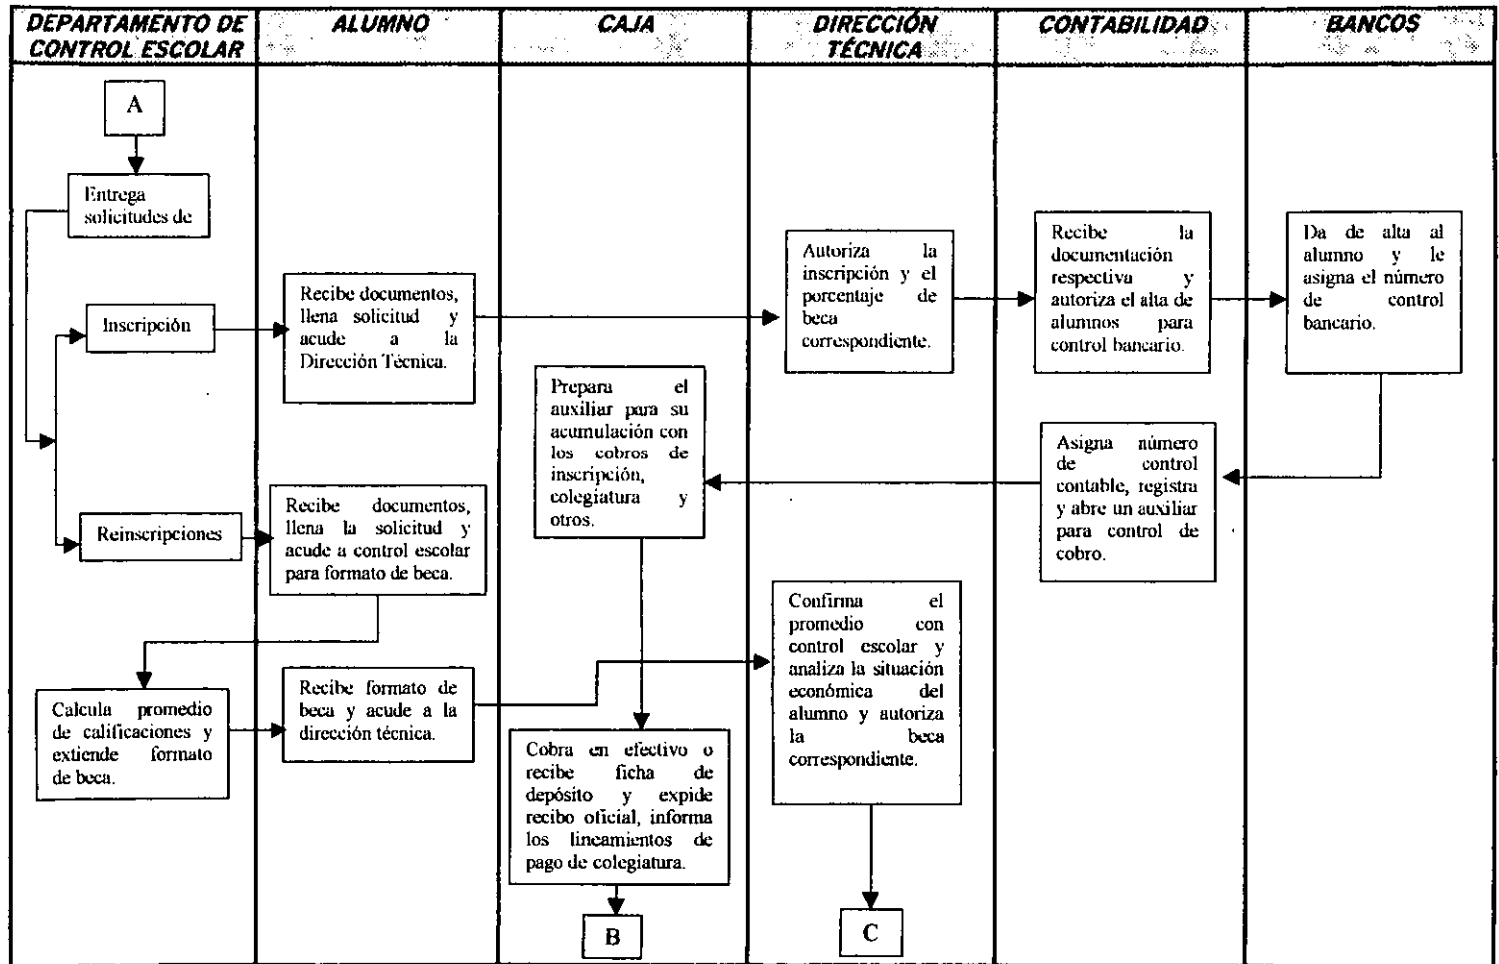 DEPARTAMENTO DE
CONTROL ESCOLAR
ALUMNO
CAJA
DIRECCIÓN
TÉCNICA
CONTABILIDAD
BANCOS
A
Entrega
solicitudes de
Inscripción
Reinscripciones
Calcula promedio
de calificaciones y
extiende formato
de beca.
Recibe documentos,
llena solicitud y
acude a la
Dirección Técnica.
Recibe documentos,
llena la solicitud y
acude a control escolar
para formato de beca.
Recibe formato de
beca y acude a la
dirección técnica.
Prepara el
auxiliar para su
acumulación con
los cobros de
inscripción,
colegiatura y
otros.
Cobra en efectivo o
recibe ficha de
depósito y expide
recibo oficial, informa
los lineamientos de
pago de colegiatura.
B
Autoriza la
inscripción y el
porcentaje de
beca
correspondiente.
Confirma el
promedio con
control escolar y
analiza la situación
económica del
alumno y autoriza
la beca
correspondiente.
C
Recibe la
documentación
respectiva y
autoriza el alta de
alumnos para
control bancario.
Asigna número
de control
contable, registra
y abre un auxiliar
para control de
cobro.
Da de alta al
alumno y le
asigna el número
de control
bancario.